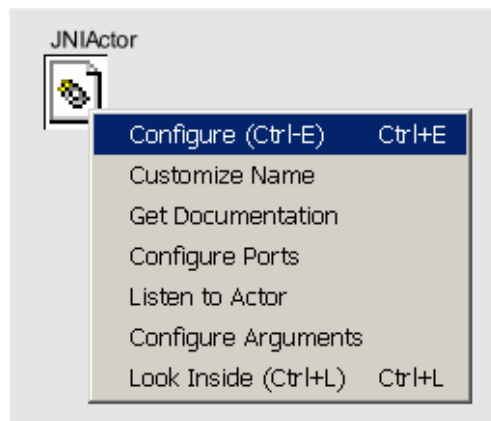 JNIActor
Configure (Ctrl-E) Ctrl+E
Customize Name
Get Documentation
Configure Ports
Listen to Actor
Configure Arguments
Look Inside (Ctrl+L) Ctrl+L